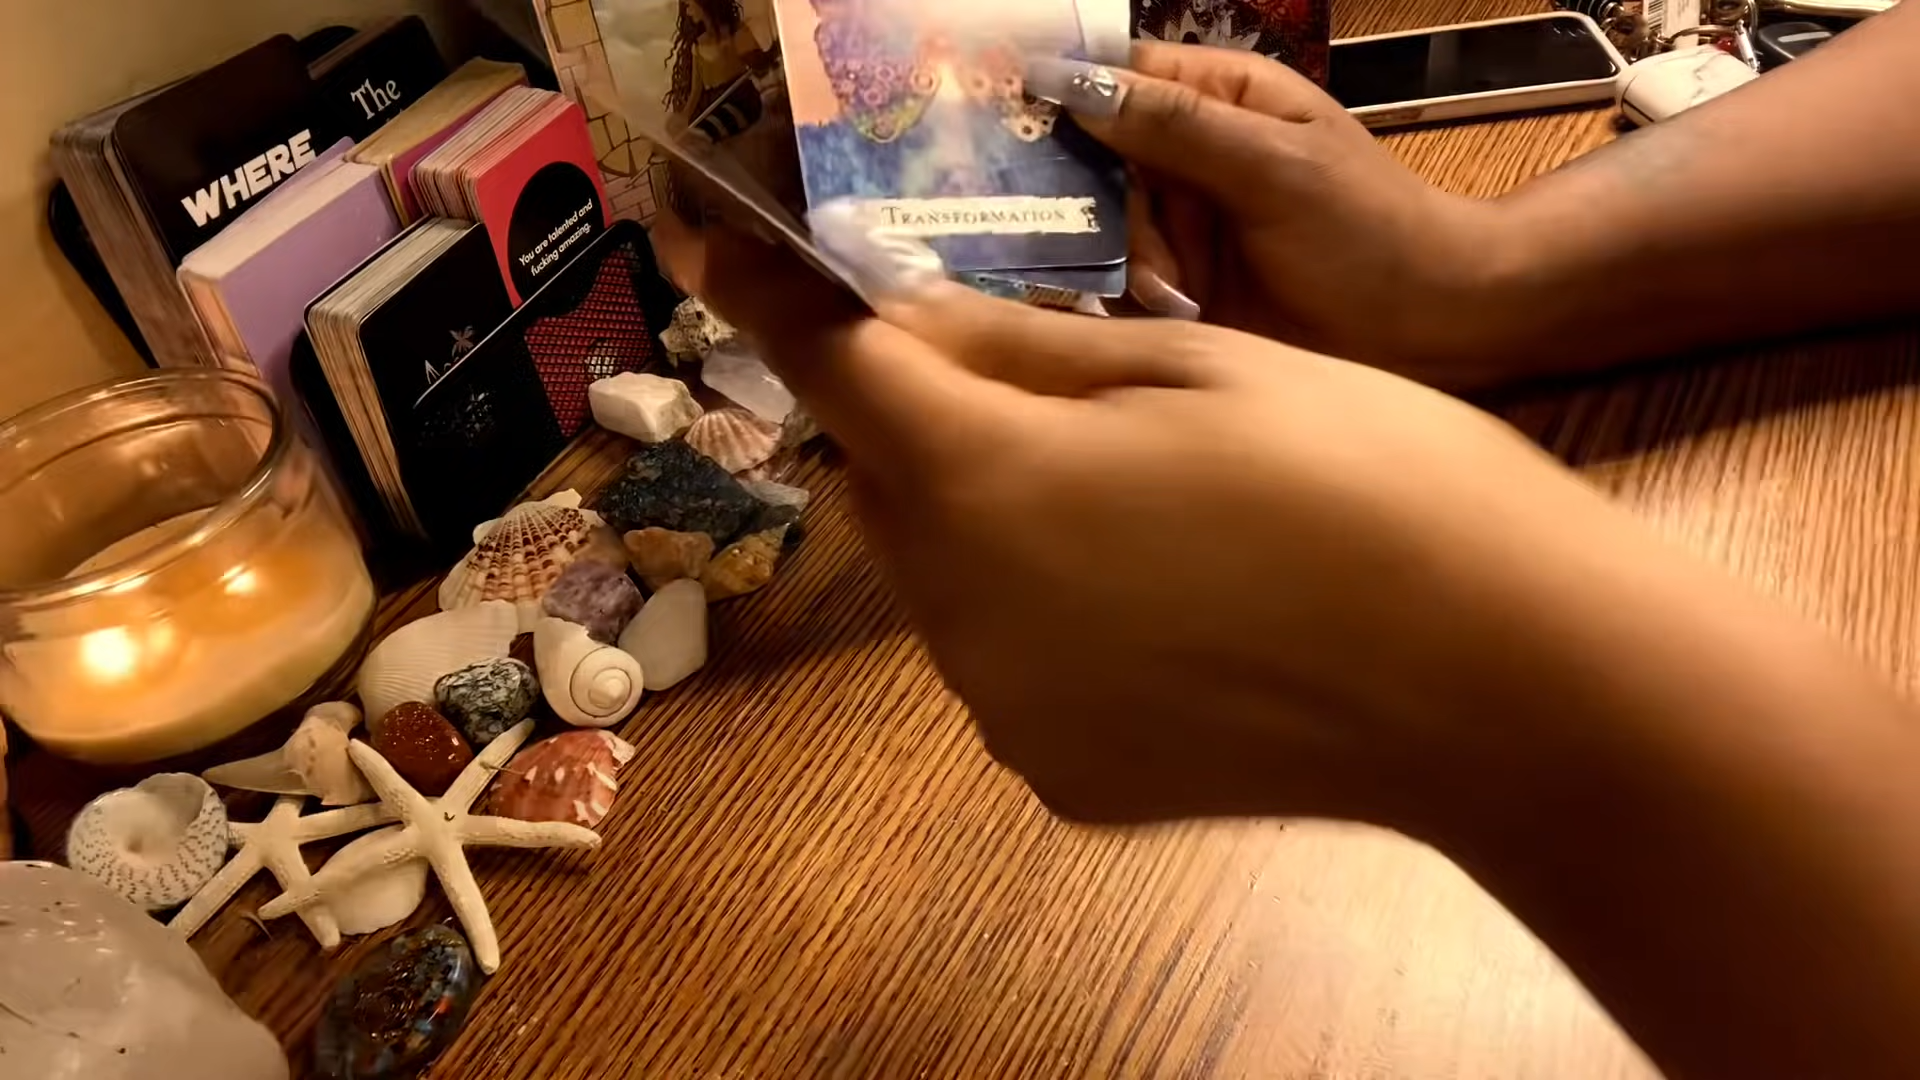 The
WHERE
You are talented and
fucking amazing.
TRANSFORMATION